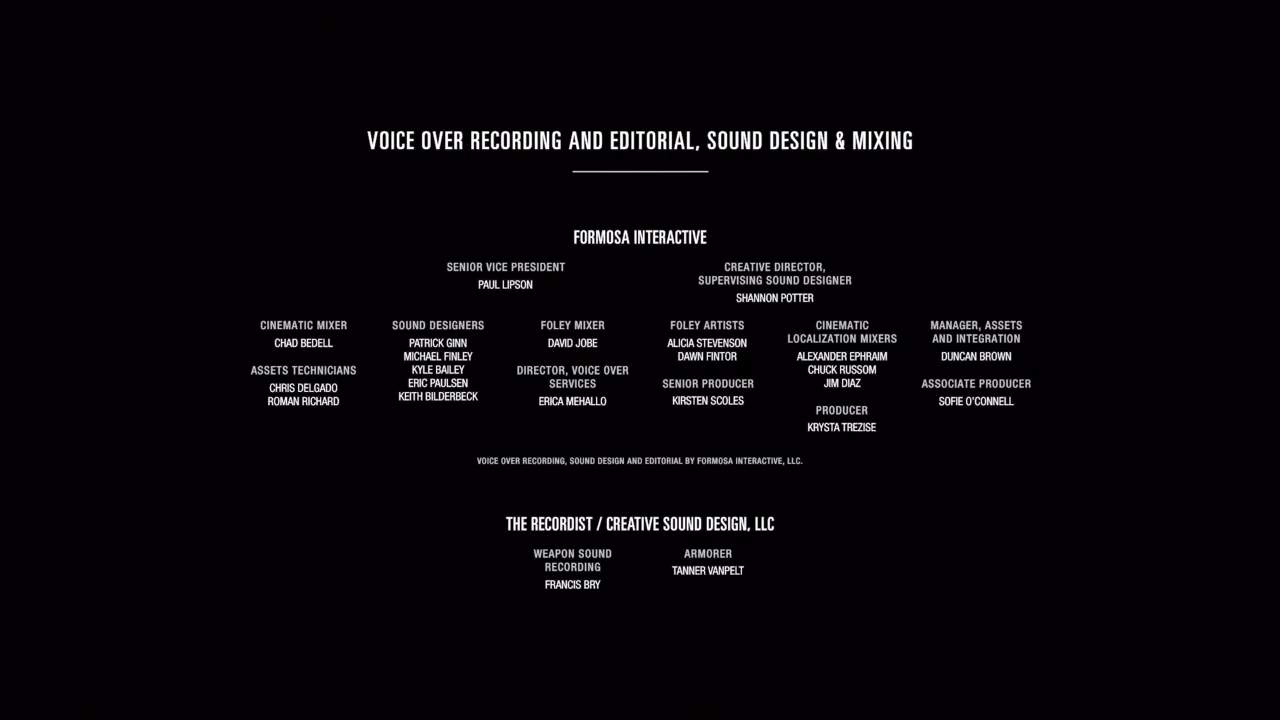 VOICE OVER RECORDING AND EDITORIAL, SOUND DESIGN & MIXING
FORMOSA INTERACTIVE
SENIOR VICE PRESIDENT
PAUL LIPSON
CREATIVE DIRECTOR,
SUPERVISING SOUND DESIGNER
SHANNON POTTER
CINEMATIC MIXER
CHAD BEDELL
ASSETS TECHNICIANS
CHRIS DELGADO
ROMAN RICHARD
SOUND DESIGNERS
PATRICK GINN
MICHAEL FINLEY
KYLE BAILEY
ERIC PAULSEN
KEITH BILDERBECK
FOLEY MIXER
DAVID JOBE
DIRECTOR, VOICE OVER
SERVICES
ERICA MEHALLO
FOLEY ARTISTS
ALICIA STEVENSON
DAWN FINTOR
SENIOR PRODUCER
KIRSTEN SCOLES
CINEMATIC
LOCALIZATION MIXERS
ALEXANDER EPHRAIM
CHUCK RUSSOM
JIM DIAZ
PRODUCER
KRYSTA TREZISE
MANAGER, ASSETS
AND INTEGRATION
DUNCAN BROWN
ASSOCIATE PRODUCER
SOFIE O'CONNELL
VOICE OVER RECORDING, SOUND DESIGN AND EDITORIAL BY FORMOSA INTERACTIVE, LLC.
THE RECORDIST / CREATIVE SOUND DESIGN, LLC
WEAPON SOUND
RECORDING
FRANCIS BRY
ARMORER
TANNER VANPELT